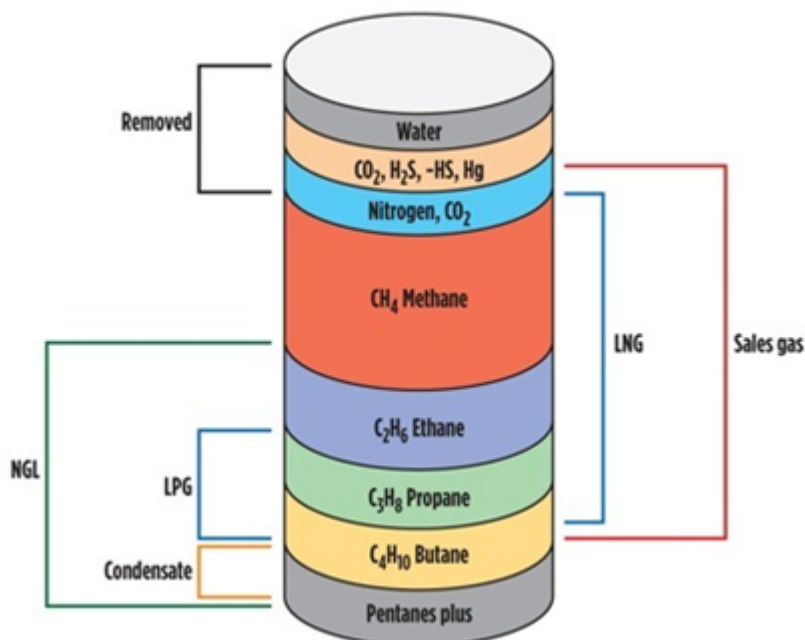 Removed
Water
CO₂, H₂S, -HS, Hg
Nitrogen, CO₂
CH₄ Methane
LNG
Sales gas
C₂H₆ Ethane
NGL
LPG
C₃H₈ Propane
C₄H₁₀ Butane
Condensate
Pentanes plus